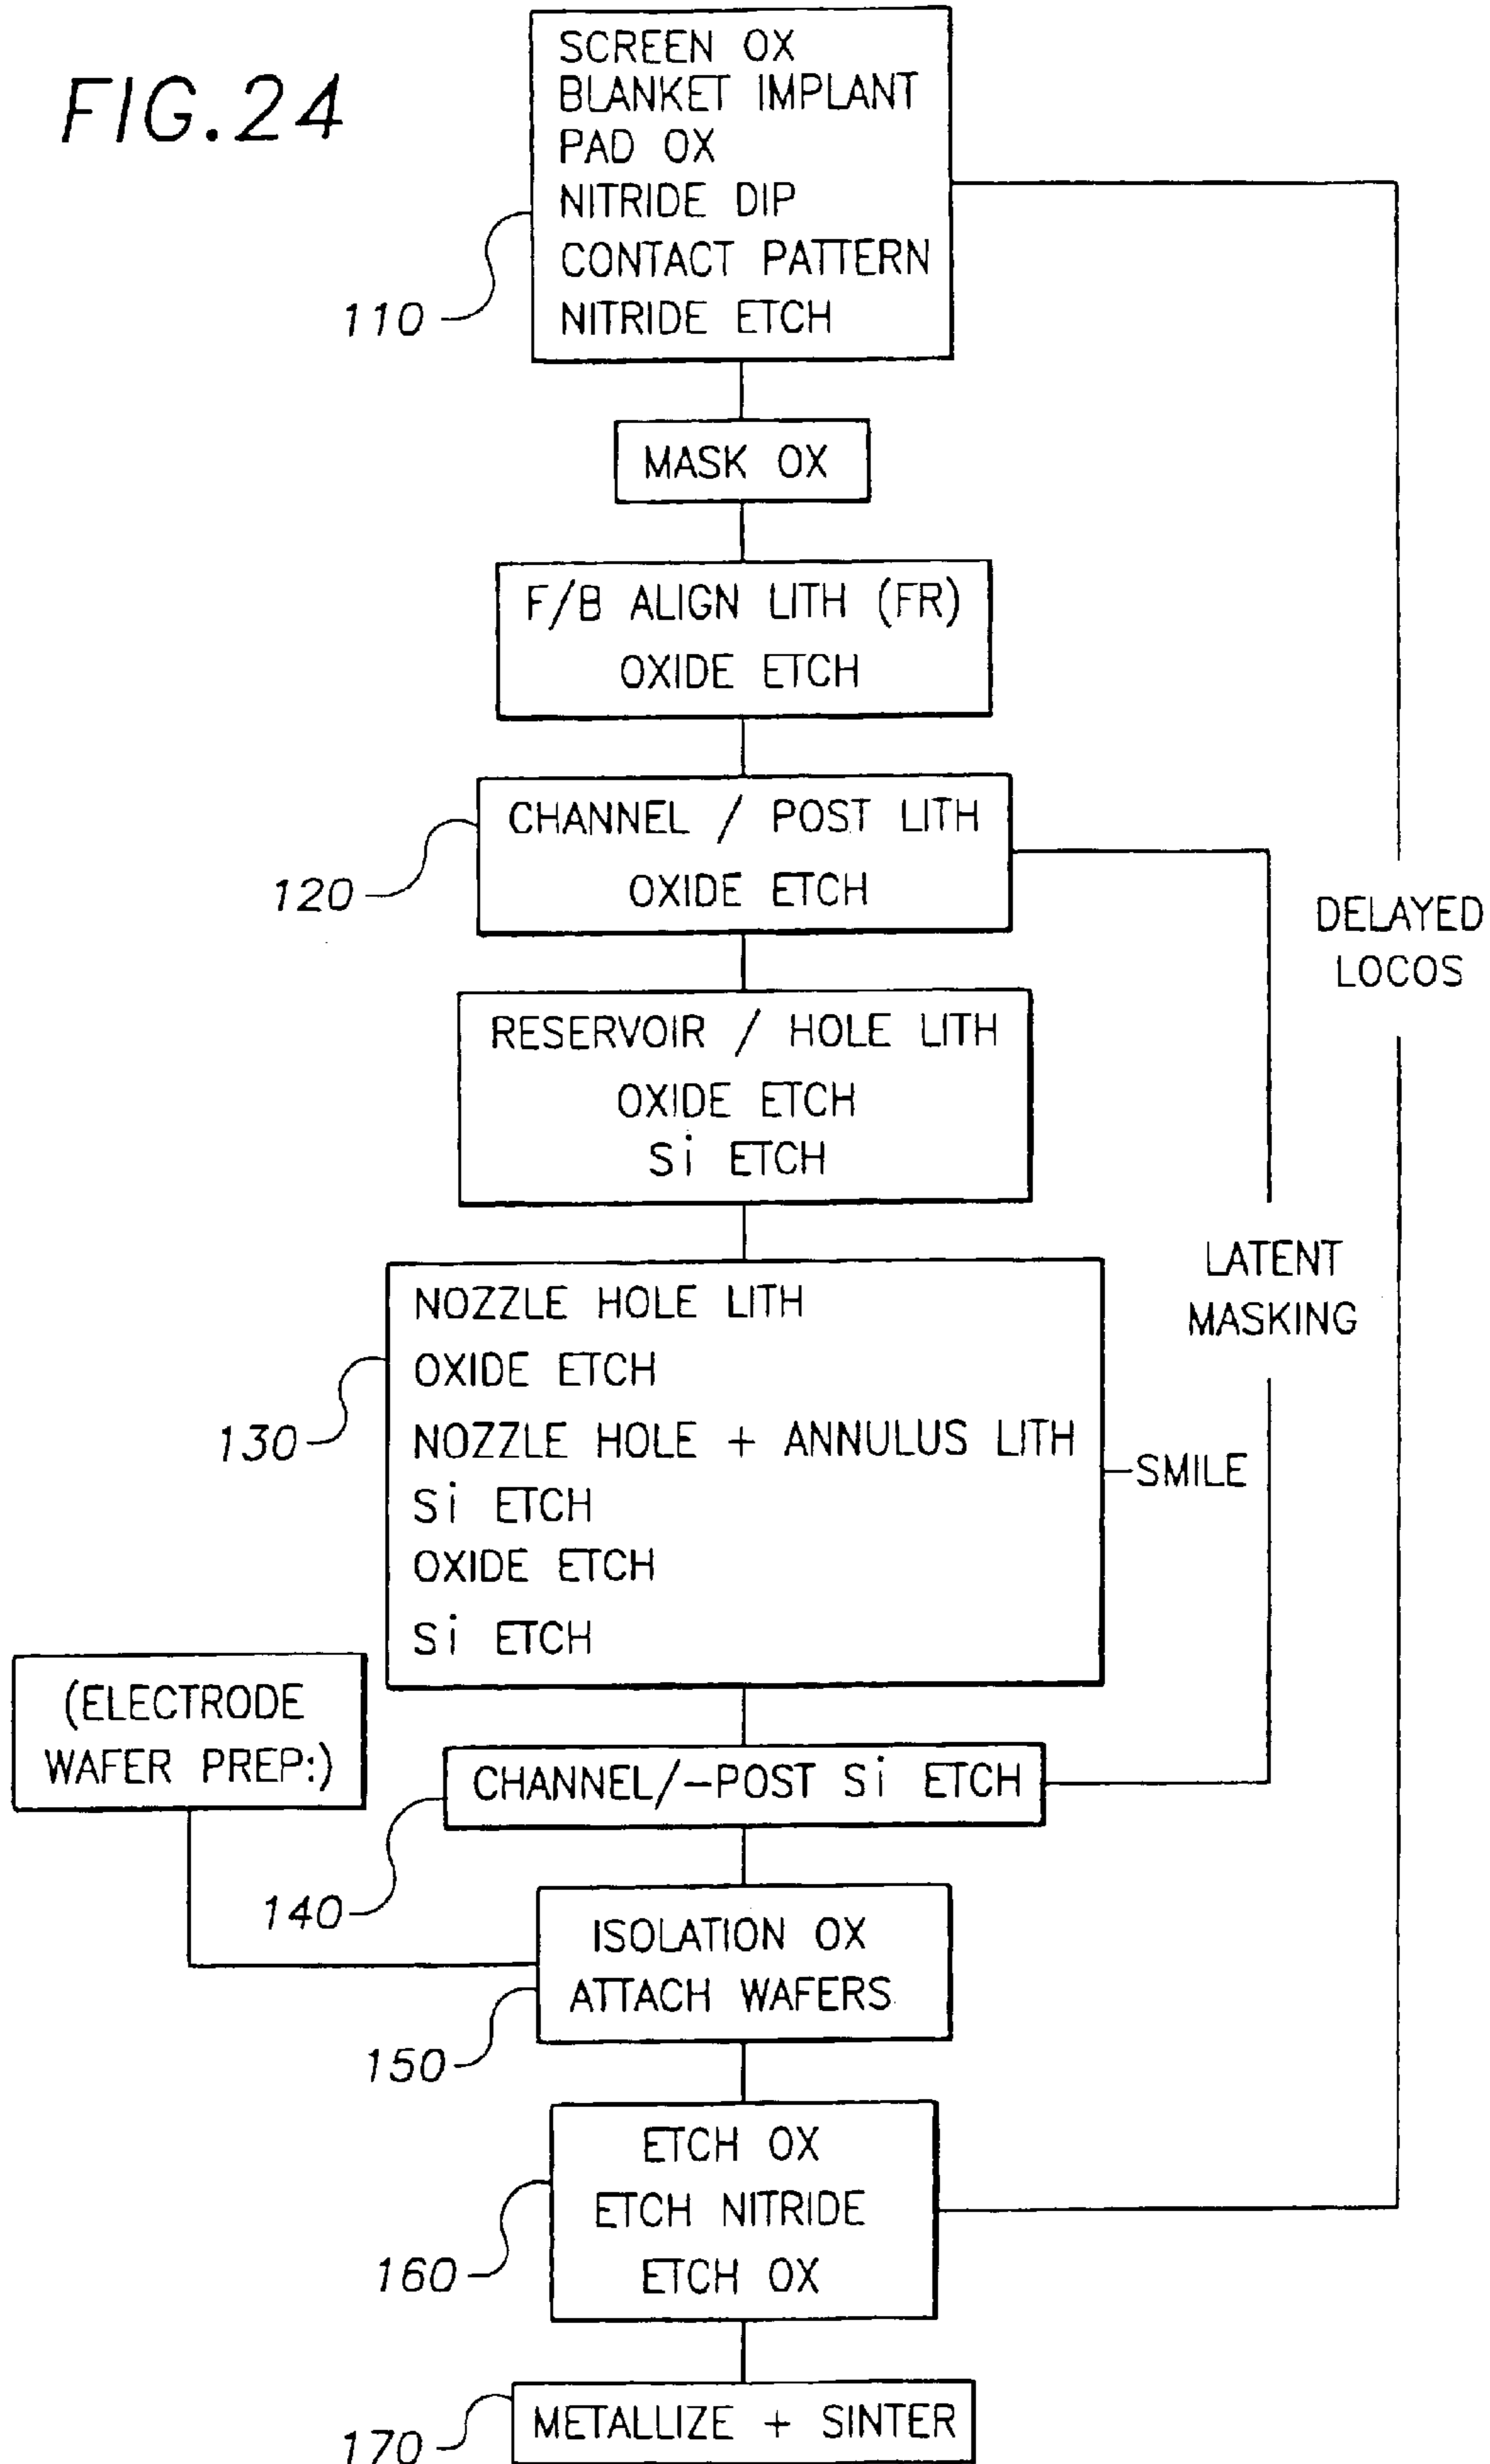 FIG.24
SCREEN OX
BLANKET IMPLANT
PAD OX
NITRIDE DIP
CONTACT PATTERN
NITRIDE ETCH
110
MASK OX
F/B ALIGN LITH (FR)
OXIDE ETCH
CHANNEL / POST LITH
OXIDE ETCH
120
DELAYED
LOCOS
RESERVOIR / HOLE LITH
OXIDE ETCH
Si ETCH
LATENT
MASKING
NOZZLE HOLE LITH
OXIDE ETCH
NOZZLE HOLE + ANNULUS LITH
Si ETCH
OXIDE ETCH
Si ETCH
130
SMILE
(ELECTRODE
WAFER PREP:)
CHANNEL/-POST Si ETCH
140
ISOLATION OX
ATTACH WAFERS
150
ETCH OX
ETCH NITRIDE
ETCH OX
160
METALLIZE + SINTER
170